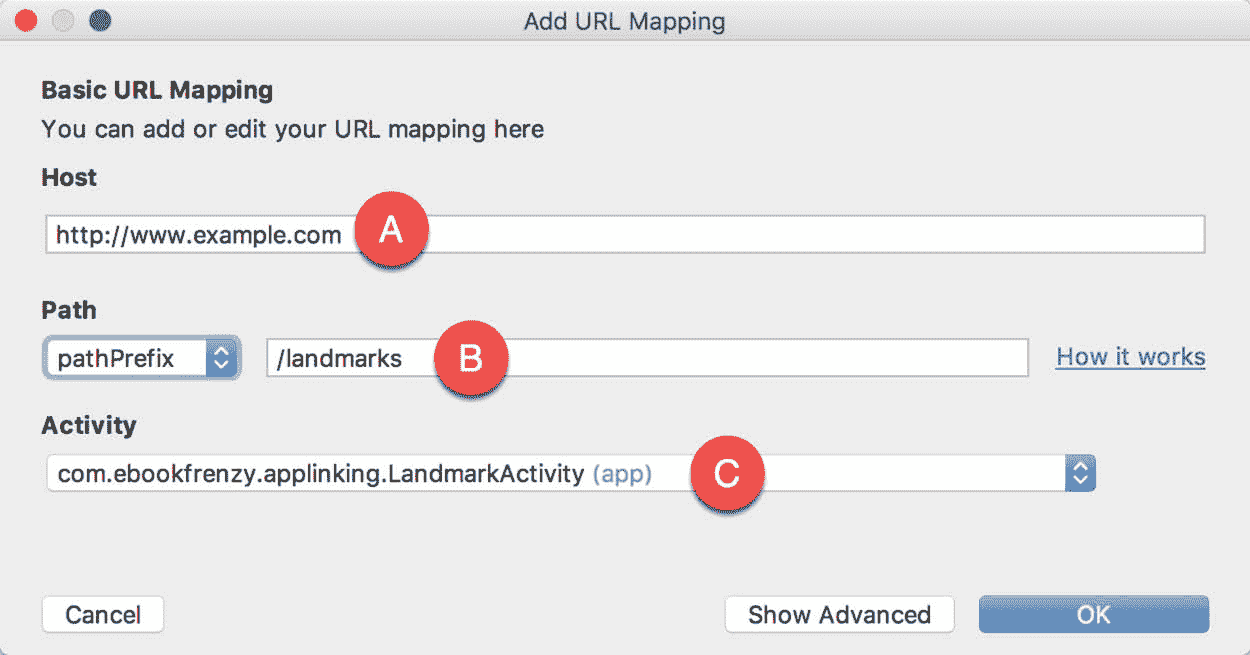 Add URL Mapping
Basic URL Mapping
You can add or edit your URL mapping here
Host
http://www.example.com A
Path
pathPrefix /landmarks B How it works
Activity
com.ebookfrenzy.applinking.LandmarkActivity (app) C
Cancel Show Advanced OK